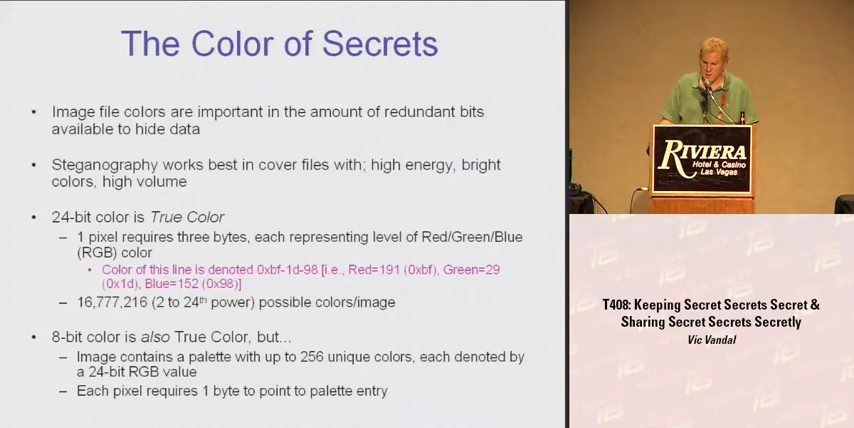 The Color of Secrets
• Image file colors are important in the amount of redundant bits
available to hide data
• Steganography works best in cover files with; high energy, bright
colors, high volume
• 24-bit color is True Color
– 1 pixel requires three bytes, each representing level of Red/Green/Blue
(RGB) color
• Color of this line is denoted 0xbf-1d-98 [i.e., Red=191 (0xbf), Green=29
(0x1d), Blue=152 (0x98)]
– 16,777,216 (2 to 24th power) possible colors/image
• 8-bit color is also True Color, but...
– Image contains a palette with up to 256 unique colors, each denoted by
a 24-bit RGB value
– Each pixel requires 1 byte to point to palette entry
RIVIERA
Hotel & Casino
Las Vegas
T408: Keeping Secret Secrets Secret &
Sharing Secret Secrets Secretly
Vic Vandal